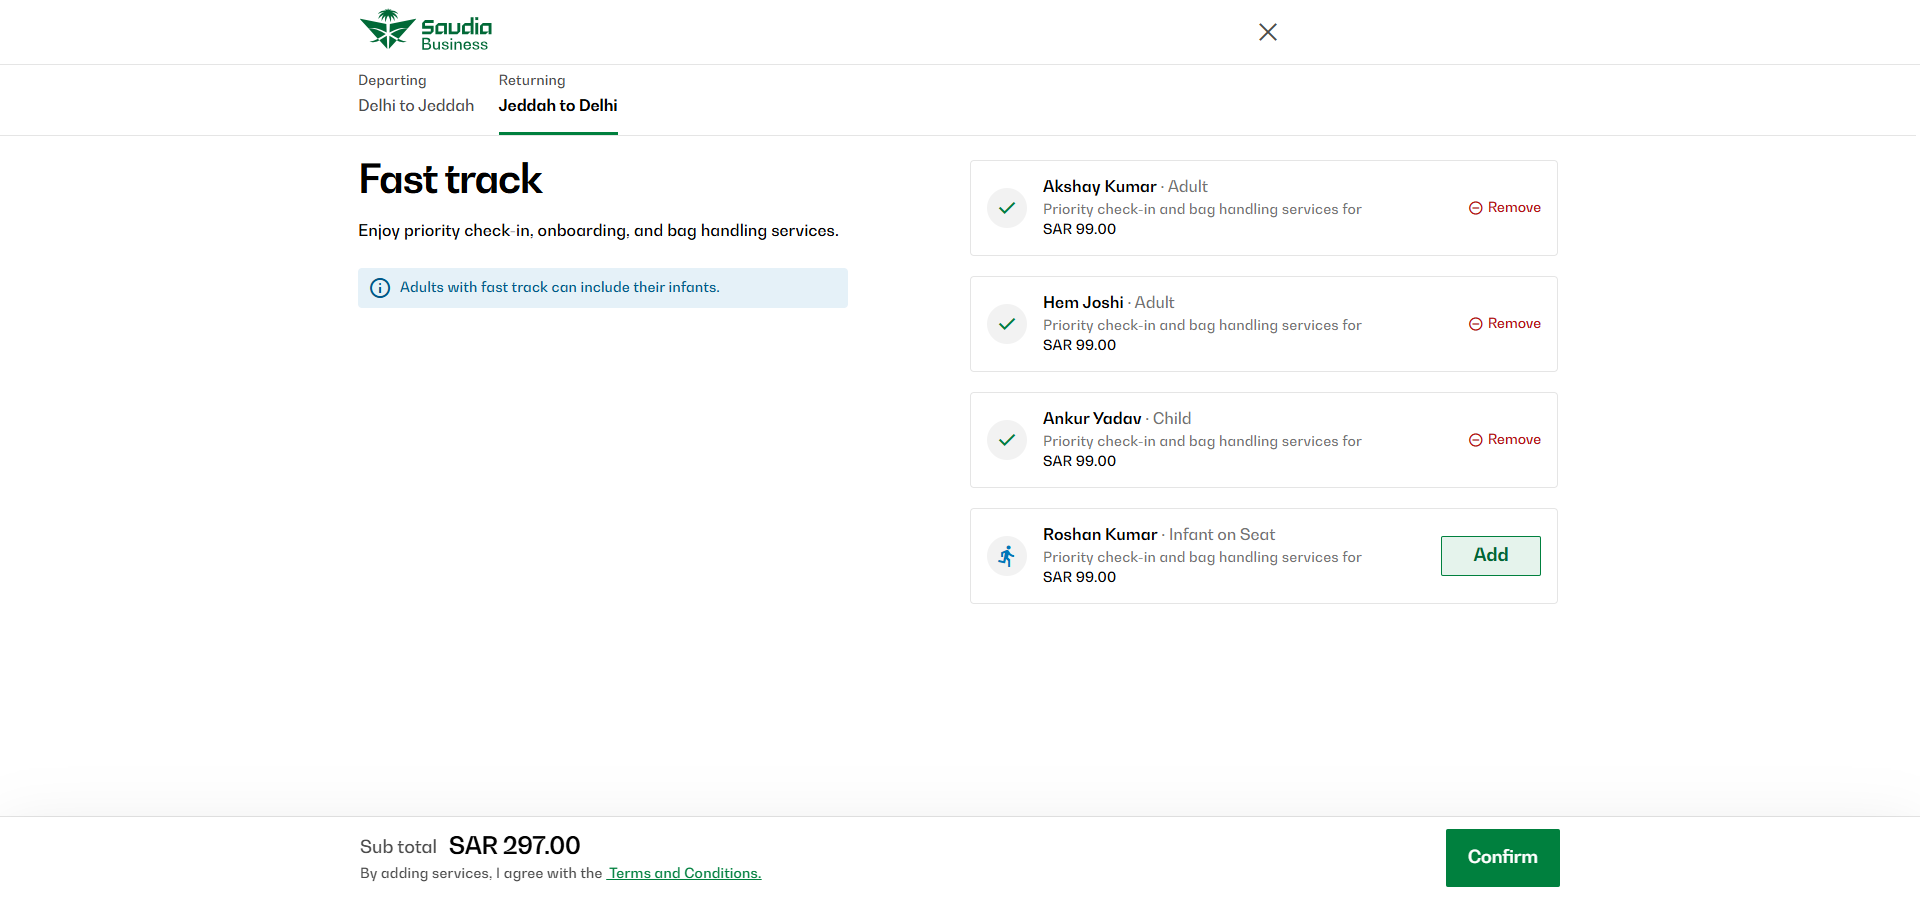 Saudia
Business
Departing
Delhi to Jeddah
Returning
Jeddah to Delhi
Fast track
Enjoy priority check-in, onboarding, and bag handling services.
Adults with fast track can include their infants.
Akshay Kumar · Adult
Priority check-in and bag handling services for
SAR 99.00
Remove
Hem Joshi · Adult
Priority check-in and bag handling services for
SAR 99.00
Remove
Ankur Yadav · Child
Priority check-in and bag handling services for
SAR 99.00
Remove
Roshan Kumar · Infant on Seat
Priority check-in and bag handling services for
SAR 99.00
Add
Sub total SAR 297.00
By adding services, I agree with the Terms and Conditions.
Confirm